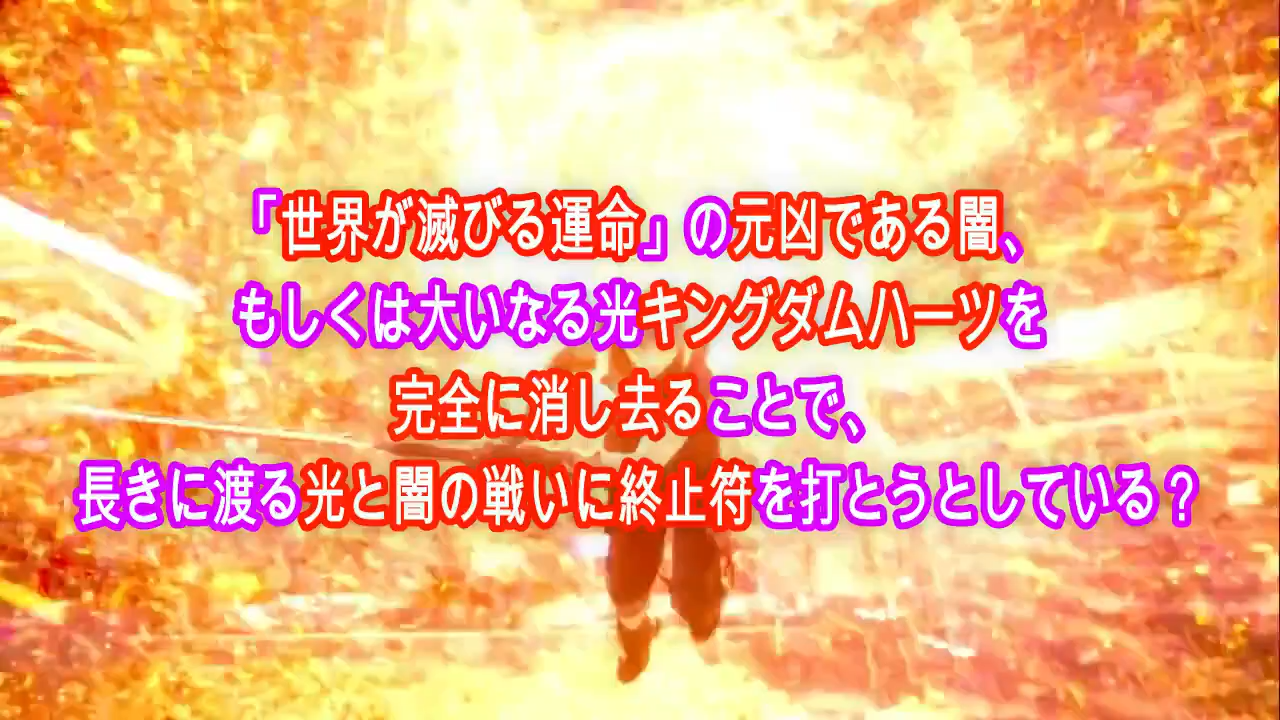 「世界が滅びる運命」の元凶である闇、
もしくは大いなる光キングダムハーツを
完全に消し去ることで、
長きに渡る光と闇の戦いに終止符を打とうとしている？